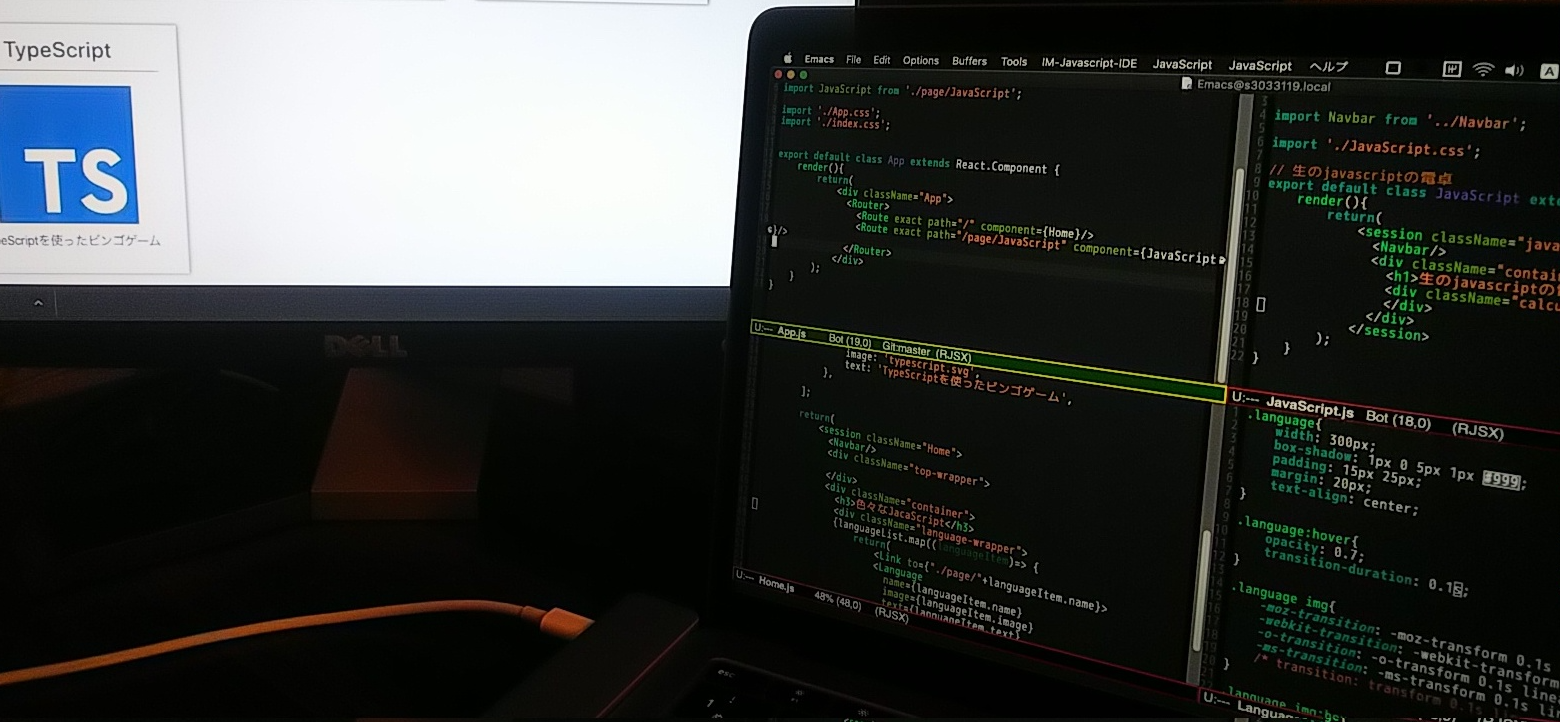 TypeScript
TS
eScriptを使ったビンゴゲーム
DELL
Emacs File Edit Options Buffers Tools IM-Javascript-IDE JavaScript JavaScript ヘルプ
A
Emacs@s3033119.local
import JavaScript from './page/JavaScript';
import './App.css';
import './index.css';
export default class App extends React.Component {
render(){
return(
<div className="App">
<Router>
<Route exact path="/" component={Home}/>
<Route exact path="/page/JavaScript" component={JavaScript
}/>
</Router>
</div>
);
}
}
U:--- App.js Bot (19,0) Git:master (RJSX)
image: 'typescript.svg',
text: 'TypeScriptを使ったビンゴゲーム',
},
];
return(
<session className="Home">
<Navbar/>
<div className="top-wrapper">
</div>
<div className="container">
<h3>色々なJacaScript</h3>
<div className="language-wrapper">
{languageList.map((languageItem)=> {
return(
<Link to={"./page/"+languageItem.name}>
<Language
name={languageItem.name}
image={languageItem.image}
text={languageItem.text}
U:--- Home.js 48% (48,0) (RJSX)
3
4 import Navbar from '../Navbar';
5
6 import './JavaScript.css';
7
8 // 生のjavascriptの電卓
9 export default class JavaScript exte
10 render(){
11 return(
12 <session className="java
13 <Navbar/>
14 <div className="contain
15 <h1>生のjavascriptの
16 <div className="calcu
17 </div>
18 </div>
19 </session>
20 );
21 }
22 }
U:--- JavaScript.js Bot (18,0) (RJSX)
1 .language{
2 width: 300px;
3 box-shadow: 1px 0 5px 1px #999;
4 padding: 15px 25px;
5 margin: 20px;
6 text-align: center;
7 }
.language:hover{
opacity: 0.7;
transition-duration: 0.1s;
}
.language img{
-moz-transition: -moz-transform 0.1s
-webkit-transition: -webkit-transform
-o-transition: -o-transform 0.1s line
-ms-transition: -ms-transform 0.1s li
/* transition: transform 0.1s
}
.language img:
U:--- Langua
esc
1
!